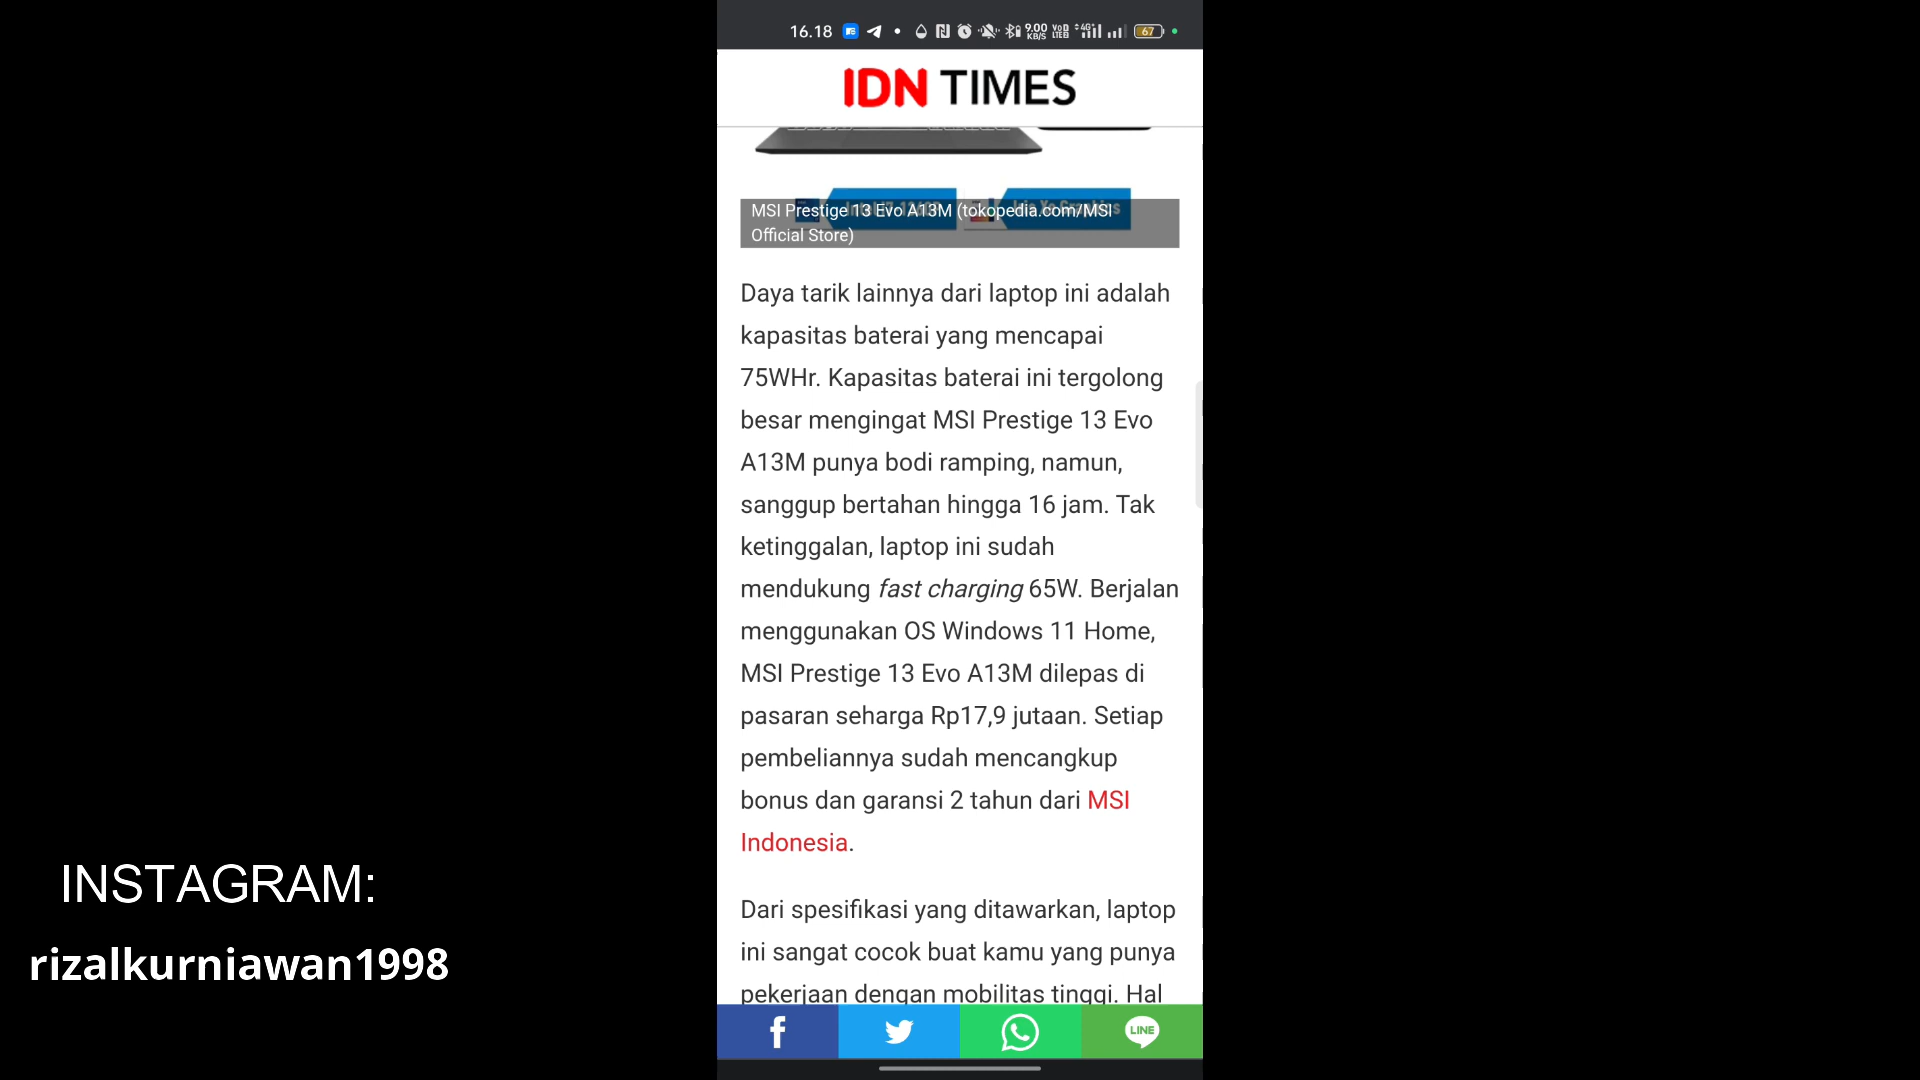 16.18
9.00
KB/S
4G+
67
IDN TIMES
MSI Prestige 13 Evo A13M (tokopedia.com/MSI
Official Store)
Daya tarik lainnya dari laptop ini adalah
kapasitas baterai yang mencapai
75WHr. Kapasitas baterai ini tergolong
besar mengingat MSI Prestige 13 Evo
A13M punya bodi ramping, namun,
sanggup bertahan hingga 16 jam. Tak
ketinggalan, laptop ini sudah
mendukung fast charging 65W. Berjalan
menggunakan OS Windows 11 Home,
MSI Prestige 13 Evo A13M dilepas di
pasaran seharga Rp17,9 jutaan. Setiap
pembeliannya sudah mencangkup
bonus dan garansi 2 tahun dari MSI
Indonesia.
Dari spesifikasi yang ditawarkan, laptop
ini sangat cocok buat kamu yang punya
pekerjaan dengan mobilitas tinggi. Hal
LINE
INSTAGRAM:
rizalkurniawan1998